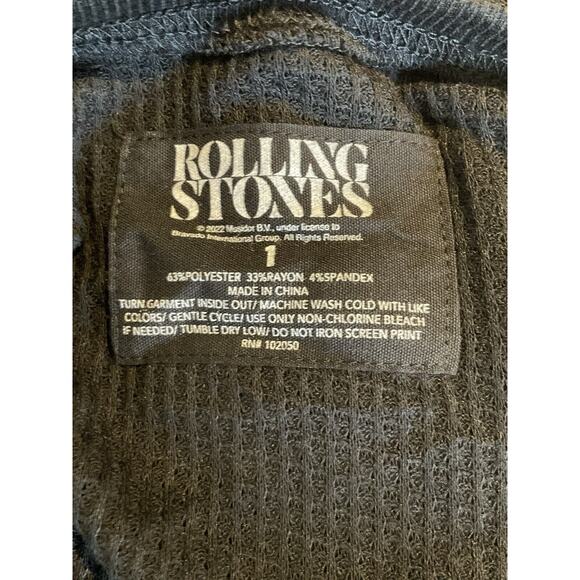 ROLLING
STONES
© 2022 Musidor B.V., under license to
Bravado International Group. All Rights Reserved.
1
63%POLYESTER 33%RAYON 4%SPANDEX
MADE IN CHINA
TURN GARMENT INSIDE OUT/ MACHINE WASH COLD WITH LIKE
COLORS/ GENTLE CYCLE/ USE ONLY NON-CHLORINE BLEACH
IF NEEDED/ TUMBLE DRY LOW/ DO NOT IRON SCREEN PRINT
RN# 102050